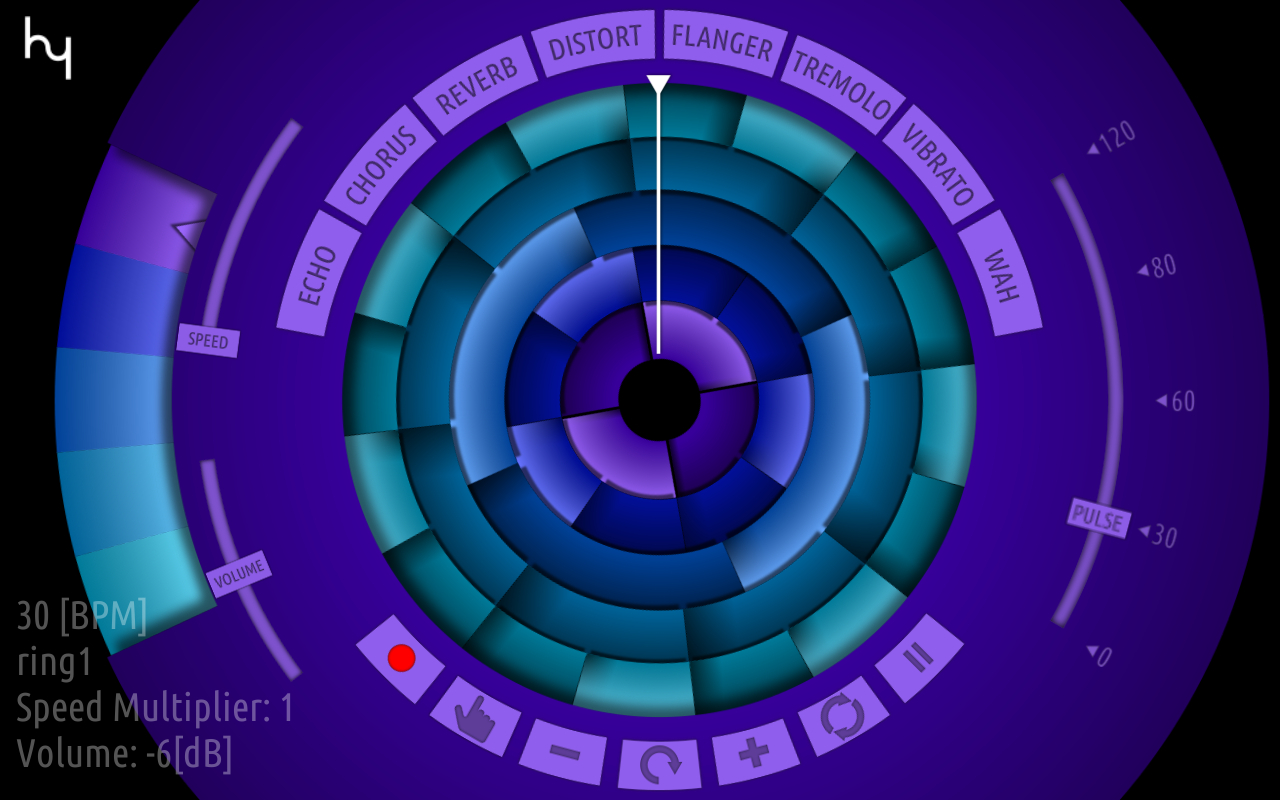 hy
ECHO
CHORUS
REVERB
DISTORT
FLANGER
TREMOLO
VIBRATO
WAH
120
80
60
30
0
SPEED
VOLUME
PULSE
30 [BPM]
ring1
Speed Multiplier: 1
Volume: -6[dB]